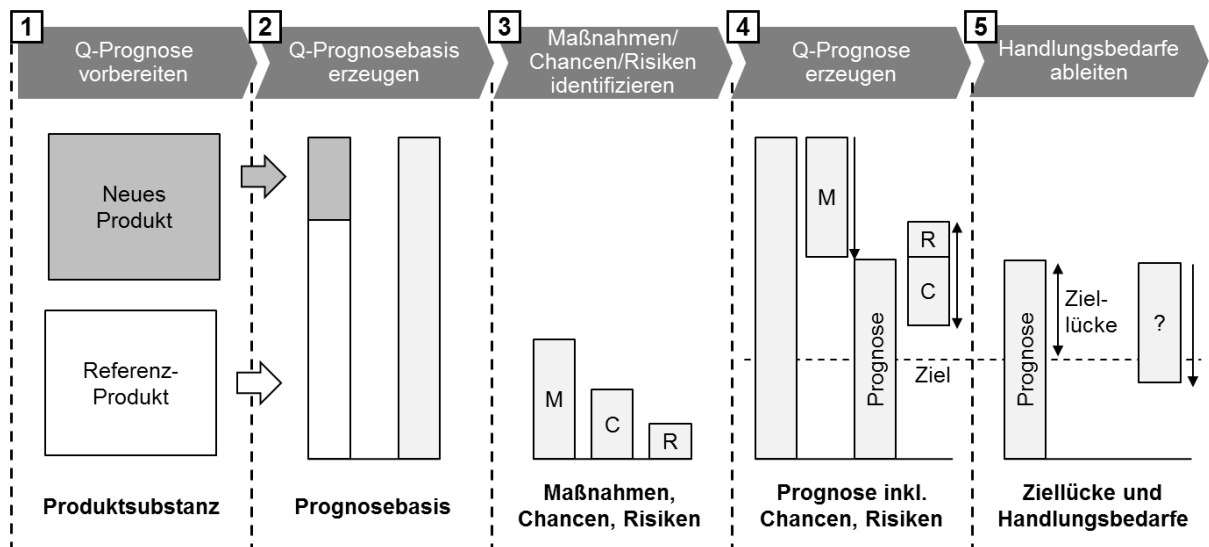 1
Q-Prognose
vorbereiten
2
Q-Prognosebasis
erzeugen
3
Maßnahmen/
Chancen/Risiken
identifizieren
4
Q-Prognose
erzeugen
5
Handlungsbedarfe
ableiten
Neues
Produkt
Referenz-
Produkt
M
C
R
M
Prognose
R
C
Ziel
Prognose
Ziel-
lücke
?
Produktsubstanz
Prognosebasis
Maßnahmen,
Chancen, Risiken
Prognose inkl.
Chancen, Risiken
Ziellücke und
Handlungsbedarfe